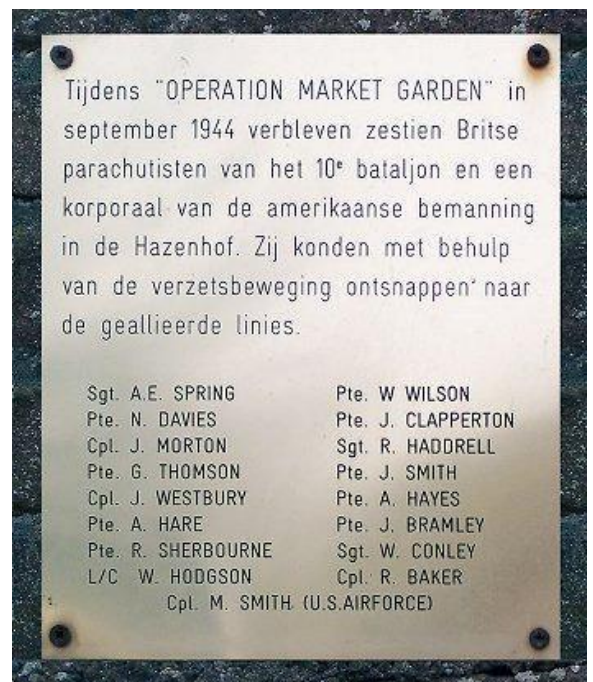 Tijdens "OPERATION MARKET GARDEN" in
september 1944 verbleven zestien Britse
parachutisten van het 10e bataljon en een
korporaal van de amerikaanse bemanning
in de Hazenhof. Zij konden met behulp
van de verzetsbeweging ontsnappen naar
de geallieerde linies.
Sgt. A.E. SPRING
Pte. N. DAVIES
Cpl. J. MORTON
Pte. G. THOMSON
Cpl. J. WESTBURY
Pte. A. HARE
Pte. R. SHERBOURNE
L/C W. HODGSON
Pte. W WILSON
Pte. J. CLAPPERTON
Sgt. R. HADDRELL
Pte. J. SMITH
Pte. A. HAYES
Pte. J. BRAMLEY
Sgt. W. CONLEY
Cpl. R. BAKER
Cpl. M. SMITH (U.S.AIRFORCE)